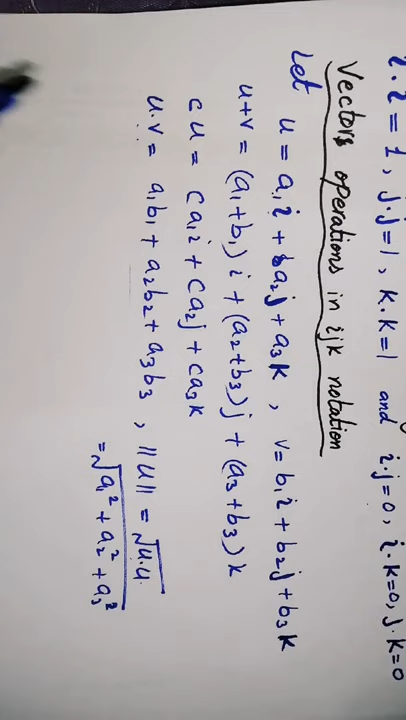 i.i=1, j.j=1, k.k=1 and i.j=0, i.k=0, j.k=0
Vectors operations in ijk notation
Let u = a₁i + a₂j + a₃k , v = b₁i + b₂j + b₃k
u+v = (a₁+b₁)i + (a₂+b₃)j + (a₃+b₃)k
cu = ca₁i + ca₂j + ca₃k
u.v = a₁b₁ + a₂b₂ + a₃b₃ , ||u|| = √u.u
= √a₁² + a₂² + a₃²